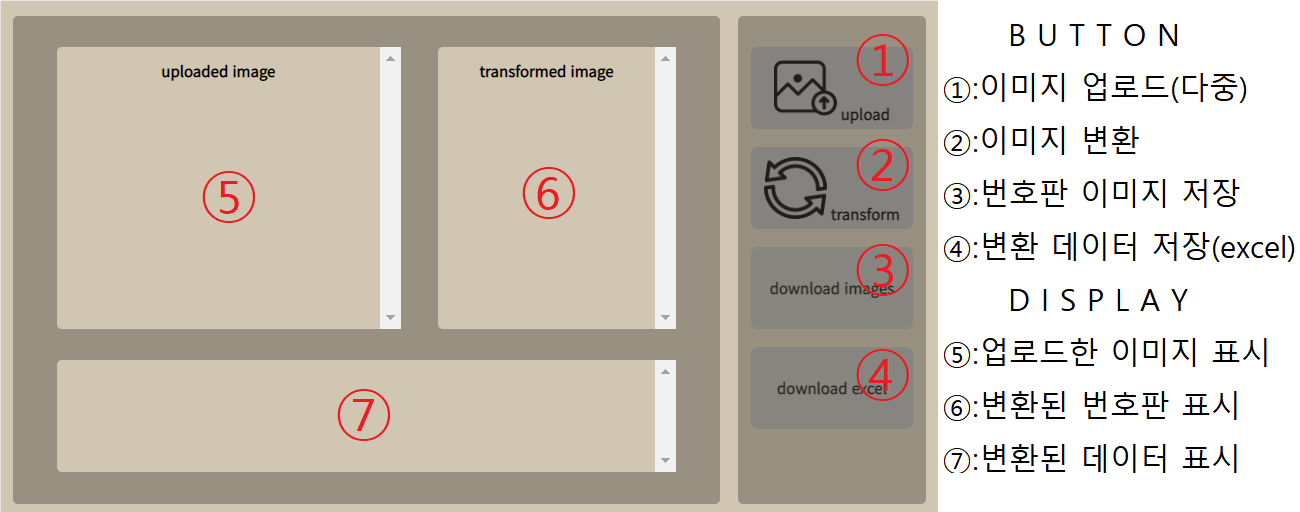 uploaded image
transformed image
⑤
⑥
⑦
①
upload
②
transform
③
download images
④
download excel
BUTTON
①:이미지 업로드(다중)
②:이미지 변환
③:번호판 이미지 저장
④:변환 데이터 저장(excel)
DISPLAY
⑤:업로드한 이미지 표시
⑥:변환된 번호판 표시
⑦:변환된 데이터 표시